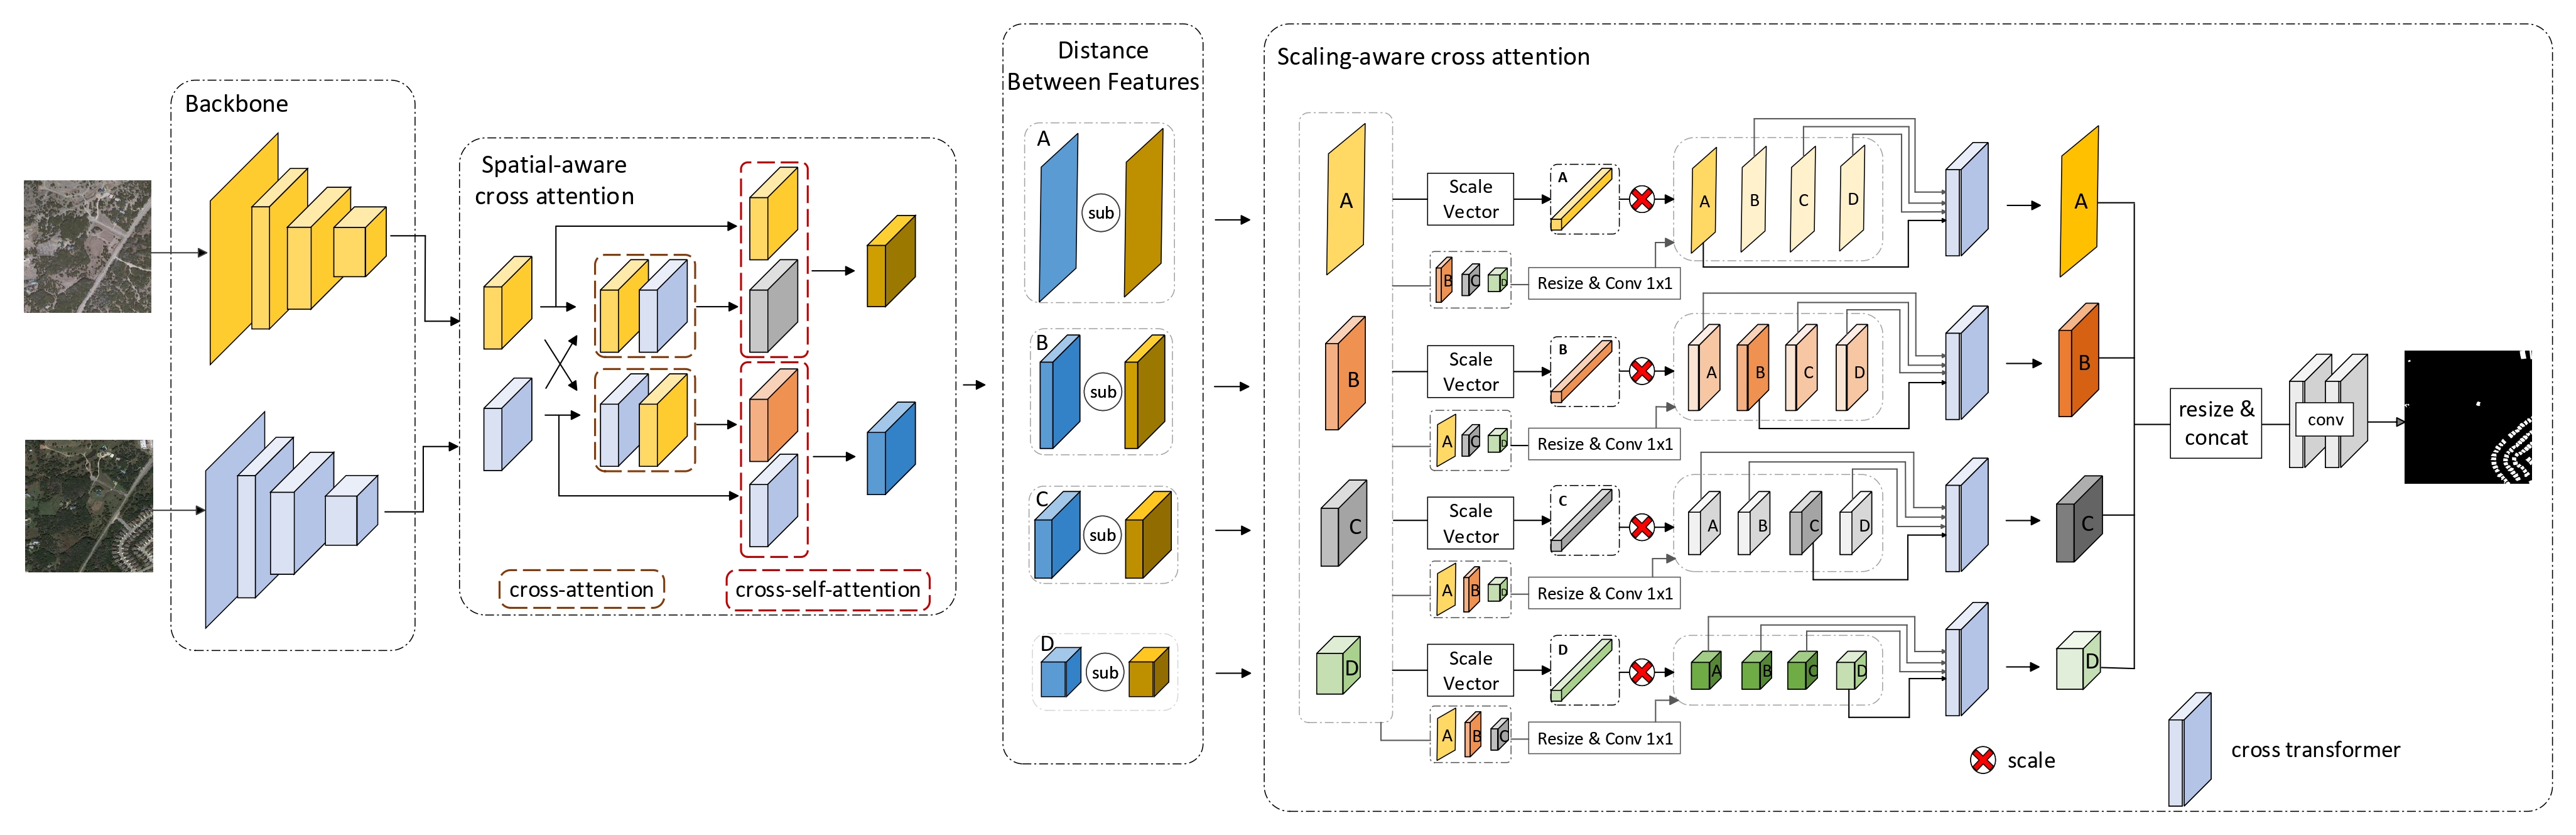 Backbone
Spatial-aware
cross attention
cross-attention
cross-self-attention
Distance
Between Features
A
sub
B
sub
C
sub
D
sub
Scaling-aware cross attention
A
Scale
Vector
A
A
B
C
D
A
B
C
D
Resize & Conv 1x1
B
Scale
Vector
B
A
B
C
D
B
A
C
D
Resize & Conv 1x1
C
Scale
Vector
C
A
B
C
D
C
A
B
D
Resize & Conv 1x1
D
Scale
Vector
D
A
B
C
D
D
A
B
C
Resize & Conv 1x1
resize &
concat
conv
scale
cross transformer